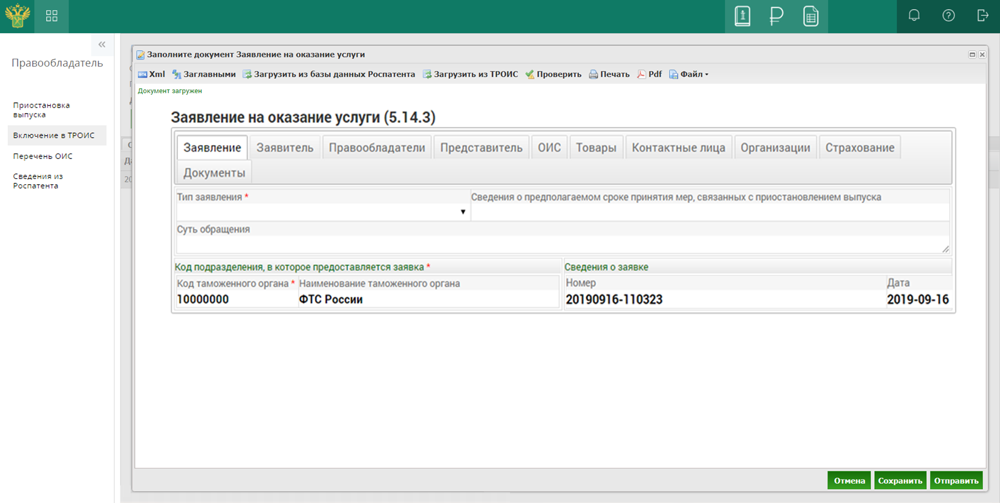 Правообладатель
Приостановка
выпуска
Включение в ТРОИС
Перечень ОИС
Сведения из
Роспатента
Заполните документ Заявление на оказание услуги
Xml Заглавными Загрузить из базы данных Роспатента Загрузить из ТРОИС Проверить Печать Pdf Файл
Документ загружен
Заявление на оказание услуги (5.14.3)
Заявление Заявитель Правообладатели Представитель ОИС Товары Контактные лица Организации Страхование
Документы
Тип заявления * Сведения о предполагаемом сроке принятия мер, связанных с приостановлением выпуска
Суть обращения
Код подразделения, в которое предоставляется заявка * Сведения о заявке
Код таможенного органа * Наименование таможенного органа Номер Дата
10000000 ФТС России 20190916-110323 2019-09-16
Отмена Сохранить Отправить